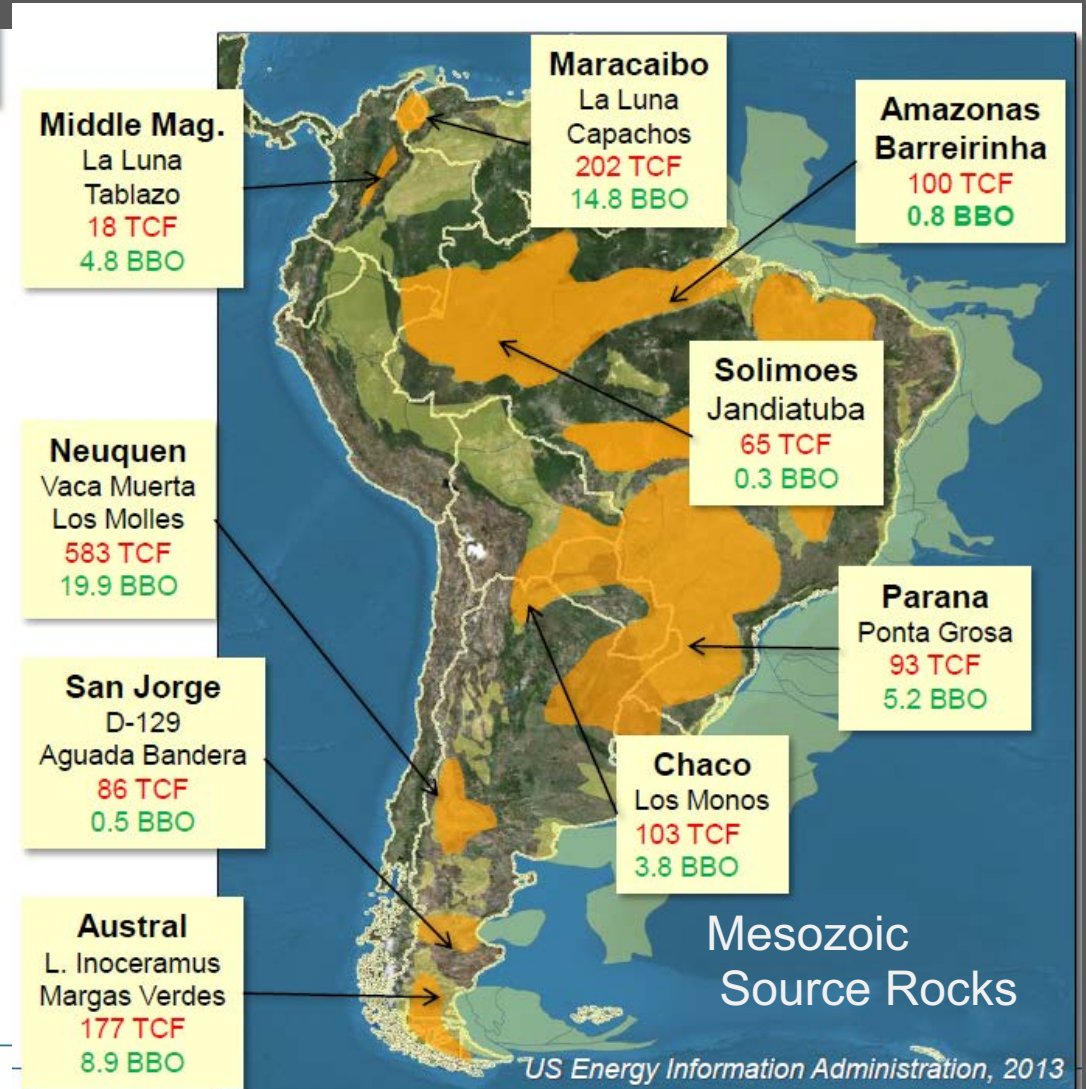 Middle Mag.
La Luna
Tablazo
18 TCF
4.8 BBO
Maracaibo
La Luna
Capachos
202 TCF
14.8 BBO
Amazonas
Barreirinha
100 TCF
0.8 BBO
Solimoes
Jandiatuba
65 TCF
0.3 BBO
Neuquen
Vaca Muerta
Los Molles
583 TCF
19.9 BBO
Parana
Ponta Grosa
93 TCF
5.2 BBO
San Jorge
D-129
Aguada Bandera
86 TCF
0.5 BBO
Chaco
Los Monos
103 TCF
3.8 BBO
Austral
L. Inoceramus
Margas Verdes
177 TCF
8.9 BBO
Mesozoic
Source Rocks
US Energy Information Administration, 2013